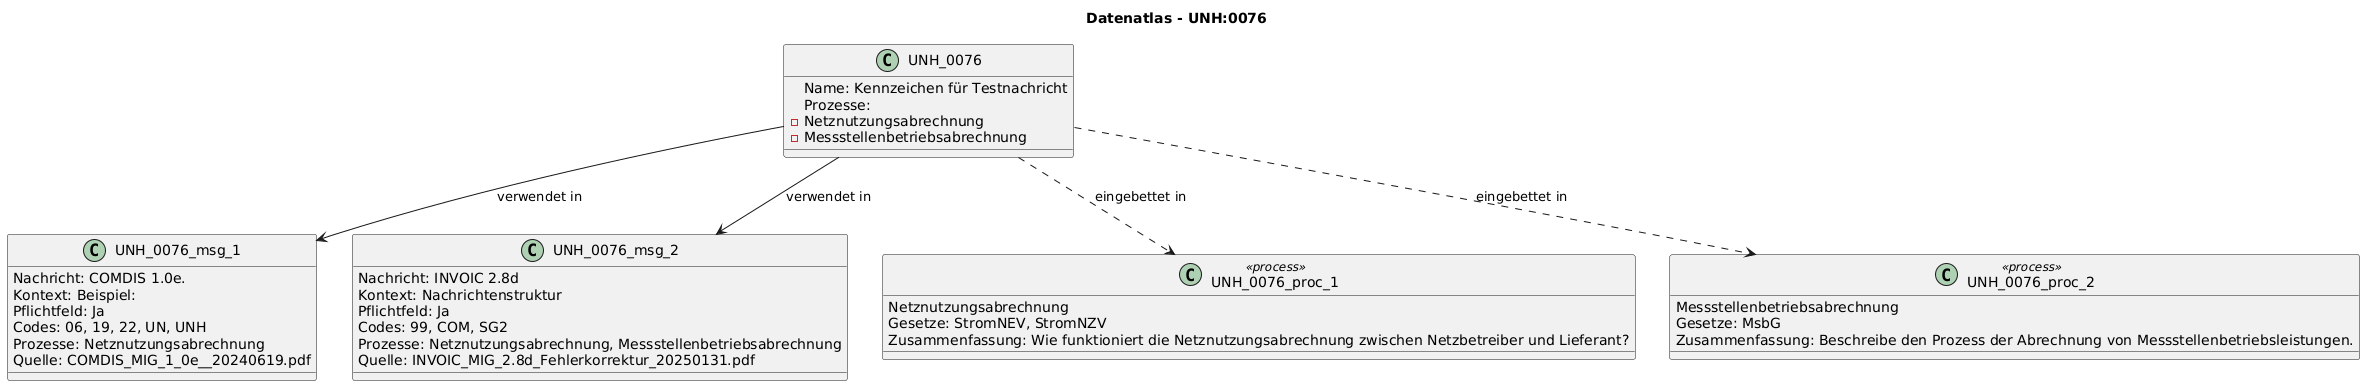 Datenatlas - UNH:0076
C UNH_0076
Name: Kennzeichen für Testnachricht
Prozesse:
Netznutzungsabrechnung
Messstellenbetriebsabrechnung
verwendet in
verwendet in
eingebettet in
eingebettet in
C UNH_0076_msg_1
Nachricht: COMDIS 1.0e.
Kontext: Beispiel:
Pflichtfeld: Ja
Codes: 06, 19, 22, UN, UNH
Prozesse: Netznutzungsabrechnung
Quelle: COMDIS_MIG_1_0e__20240619.pdf
C UNH_0076_msg_2
Nachricht: INVOIC 2.8d
Kontext: Nachrichtenstruktur
Pflichtfeld: Ja
Codes: 99, COM, SG2
Prozesse: Netznutzungsabrechnung, Messstellenbetriebsabrechnung
Quelle: INVOIC_MIG_2.8d_Fehlerkorrektur_20250131.pdf
«process»
C UNH_0076_proc_1
Netznutzungsabrechnung
Gesetze: StromNEV, StromNZV
Zusammenfassung: Wie funktioniert die Netznutzungsabrechnung zwischen Netzbetreiber und Lieferant?
«process»
C UNH_0076_proc_2
Messstellenbetriebsabrechnung
Gesetze: MsbG
Zusammenfassung: Beschreibe den Prozess der Abrechnung von Messstellenbetriebsleistungen.